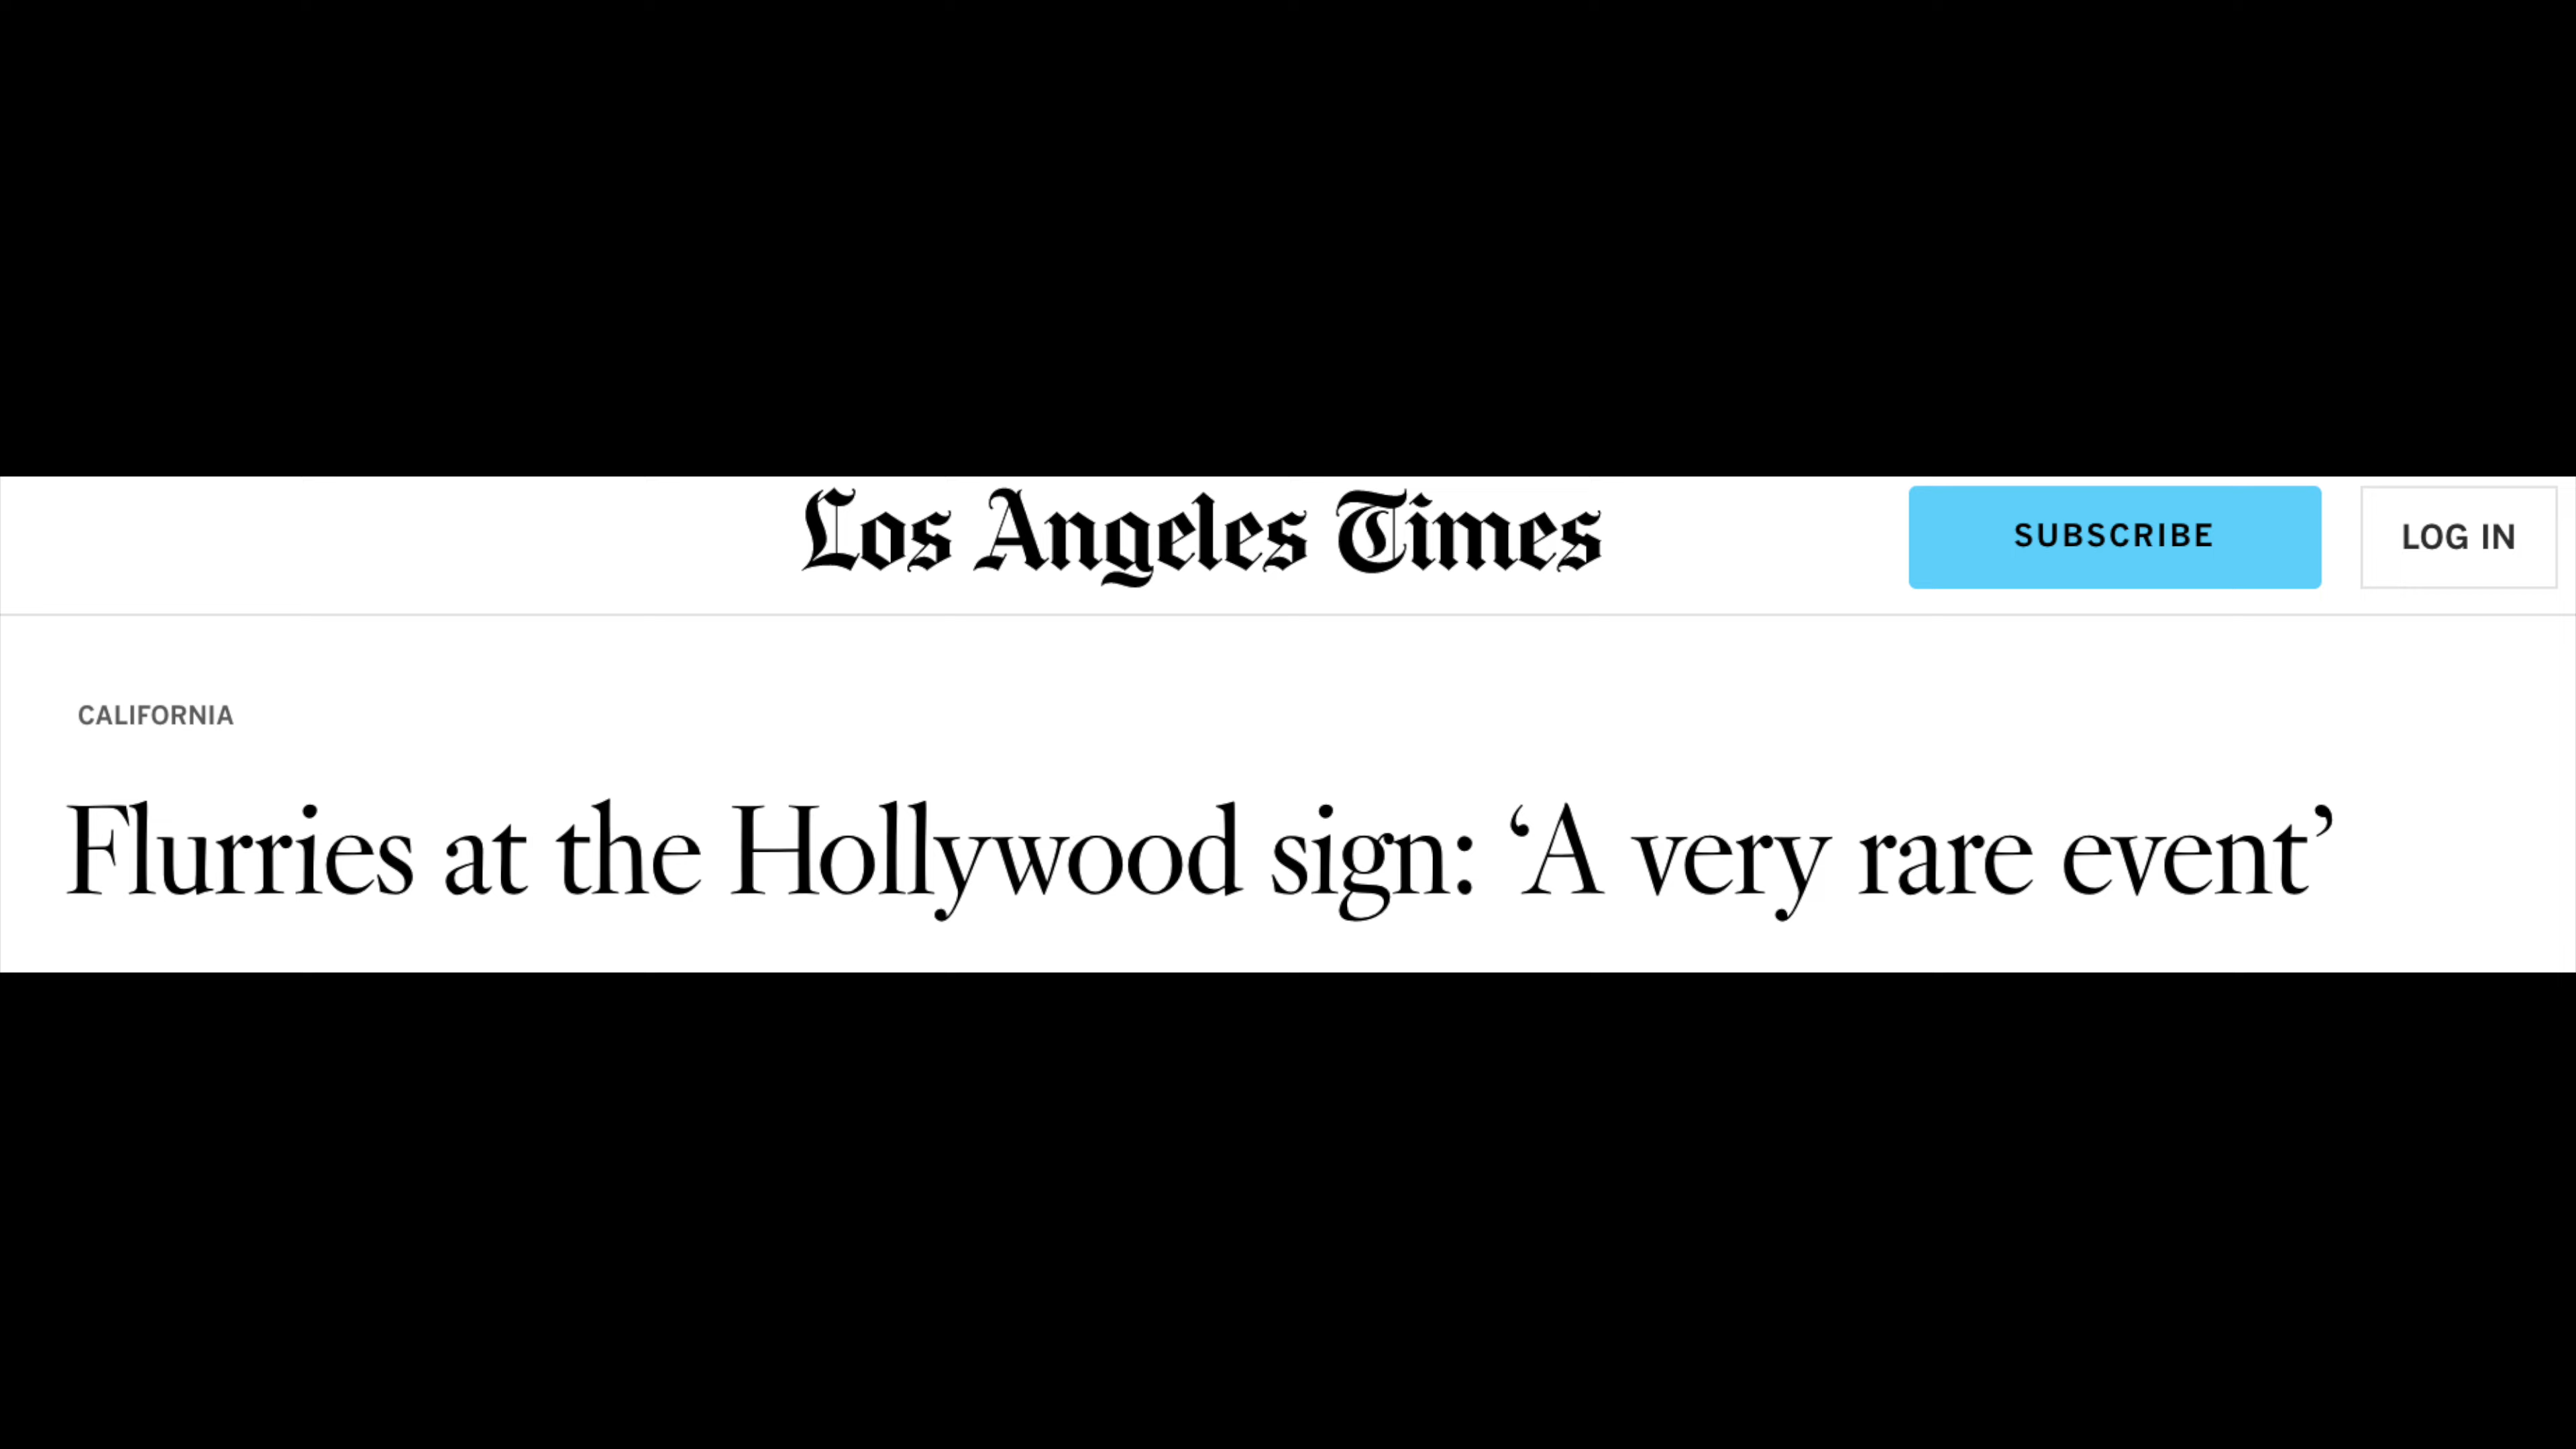 Los Angeles Times
SUBSCRIBE
LOG IN
CALIFORNIA
Flurries at the Hollywood sign: ‘A very rare event’